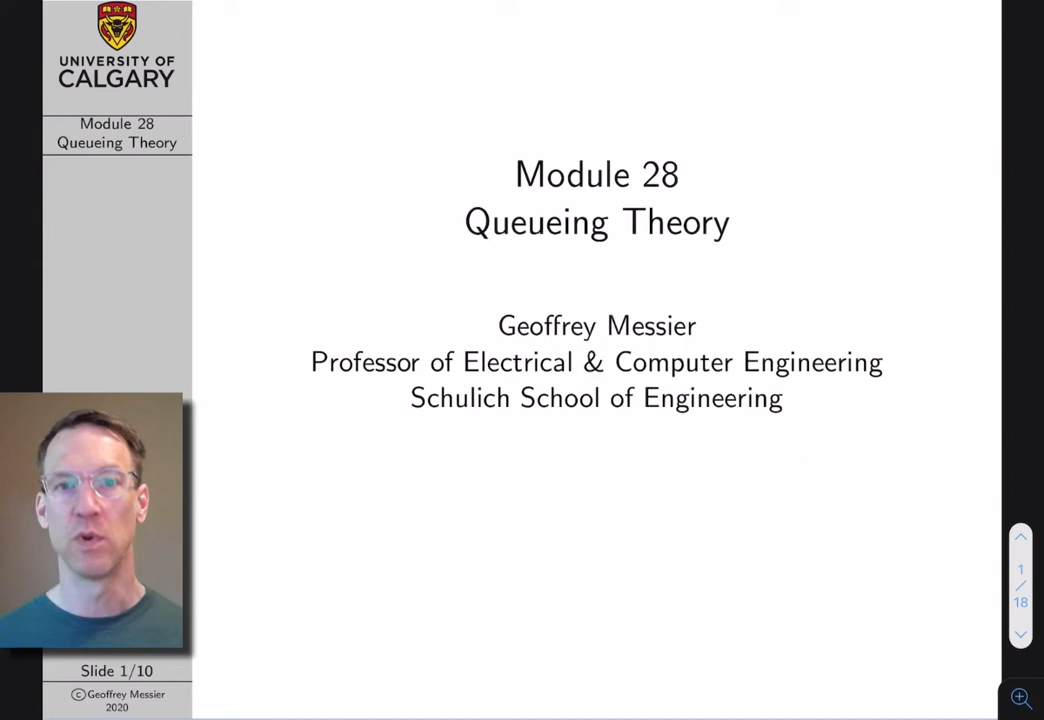 UNIVERSITY OF
CALGARY
Module 28
Queueing Theory
Module 28
Queueing Theory
Geoffrey Messier
Professor of Electrical & Computer Engineering
Schulich School of Engineering
1
/
18
Slide 1/10
©Geoffrey Messier
2020